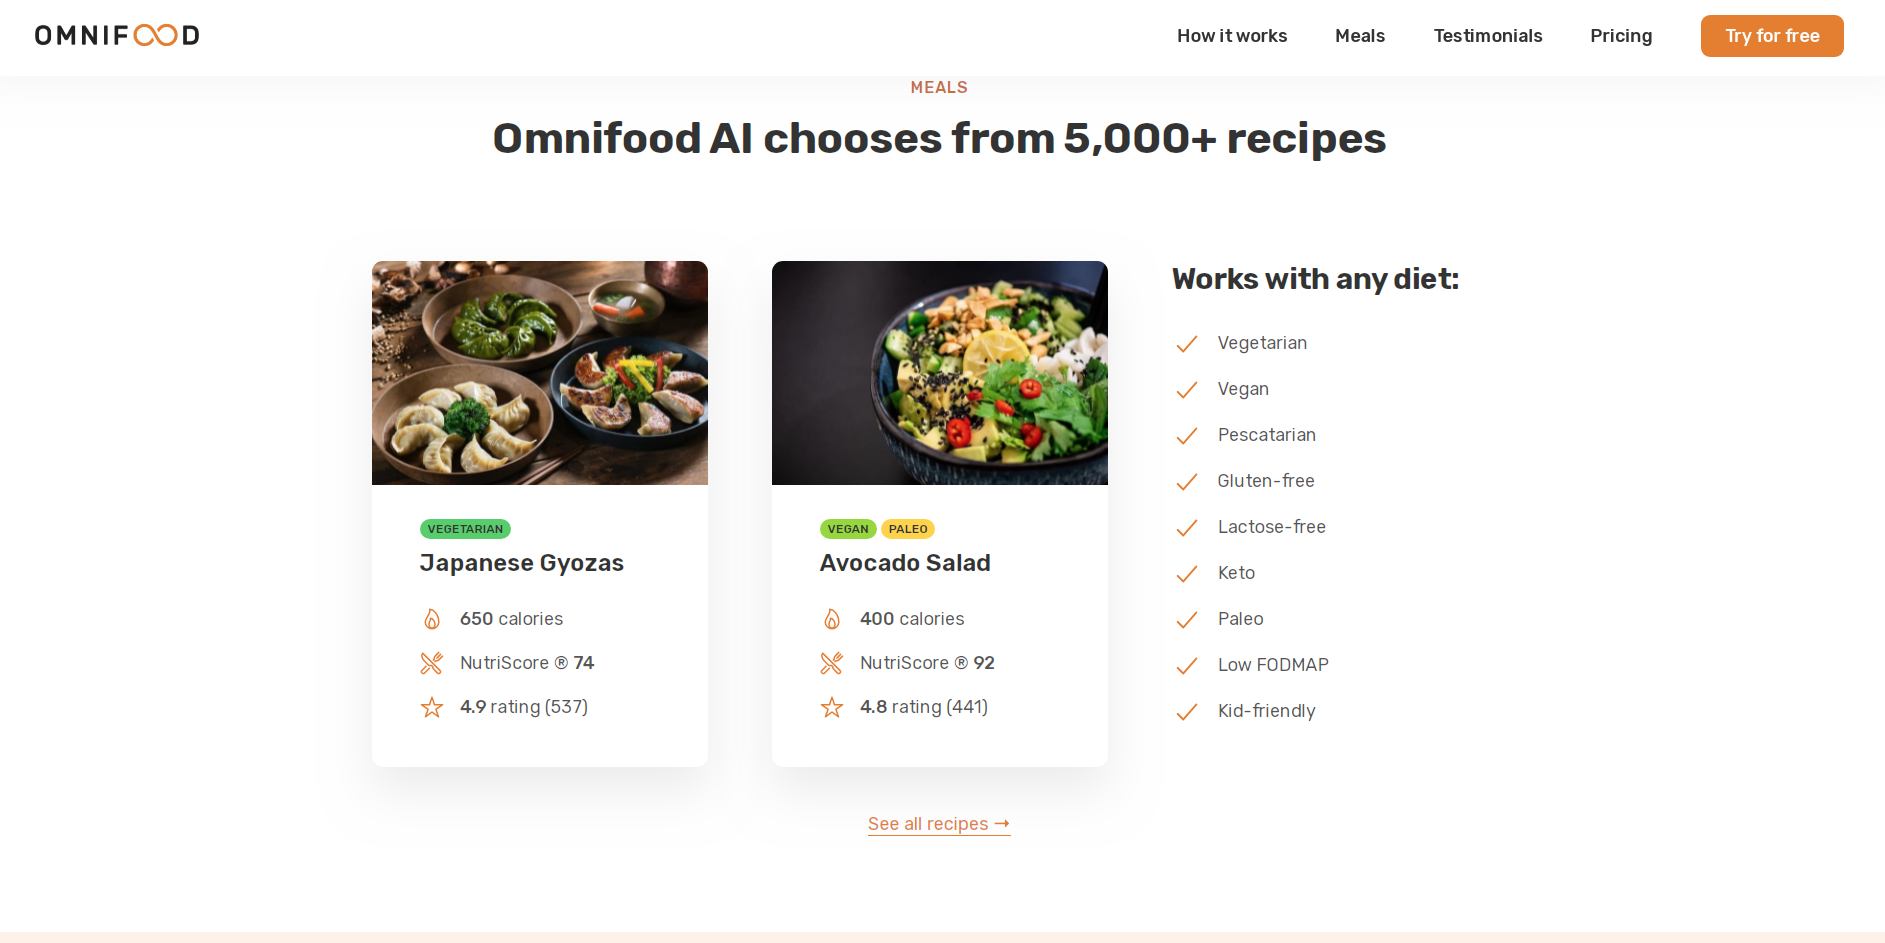 OMNIFOOD
How it works
Meals
Testimonials
Pricing
Try for free
MEALS
Omnifood AI chooses from 5,000+ recipes
VEGETARIAN
Japanese Gyozas
650 calories
NutriScore ® 74
4.9 rating (537)
VEGAN PALEO
Avocado Salad
400 calories
NutriScore ® 92
4.8 rating (441)
Works with any diet:
Vegetarian
Vegan
Pescatarian
Gluten-free
Lactose-free
Keto
Paleo
Low FODMAP
Kid-friendly
See all recipes →